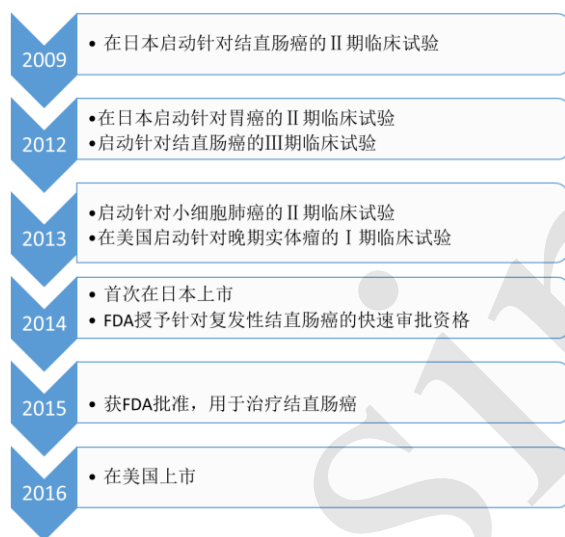 2009
• 在日本启动针对结直肠癌的Ⅱ期临床试验
2012
•在日本启动针对胃癌的Ⅱ期临床试验
•启动针对结直肠癌的Ⅲ期临床试验
2013
•启动针对小细胞肺癌的Ⅱ期临床试验
•在美国启动针对晚期实体瘤的Ⅰ期临床试验
2014
• 首次在日本上市
• FDA授予针对复发性结直肠癌的快速审批资格
2015
• 获FDA批准，用于治疗结直肠癌
2016
• 在美国上市